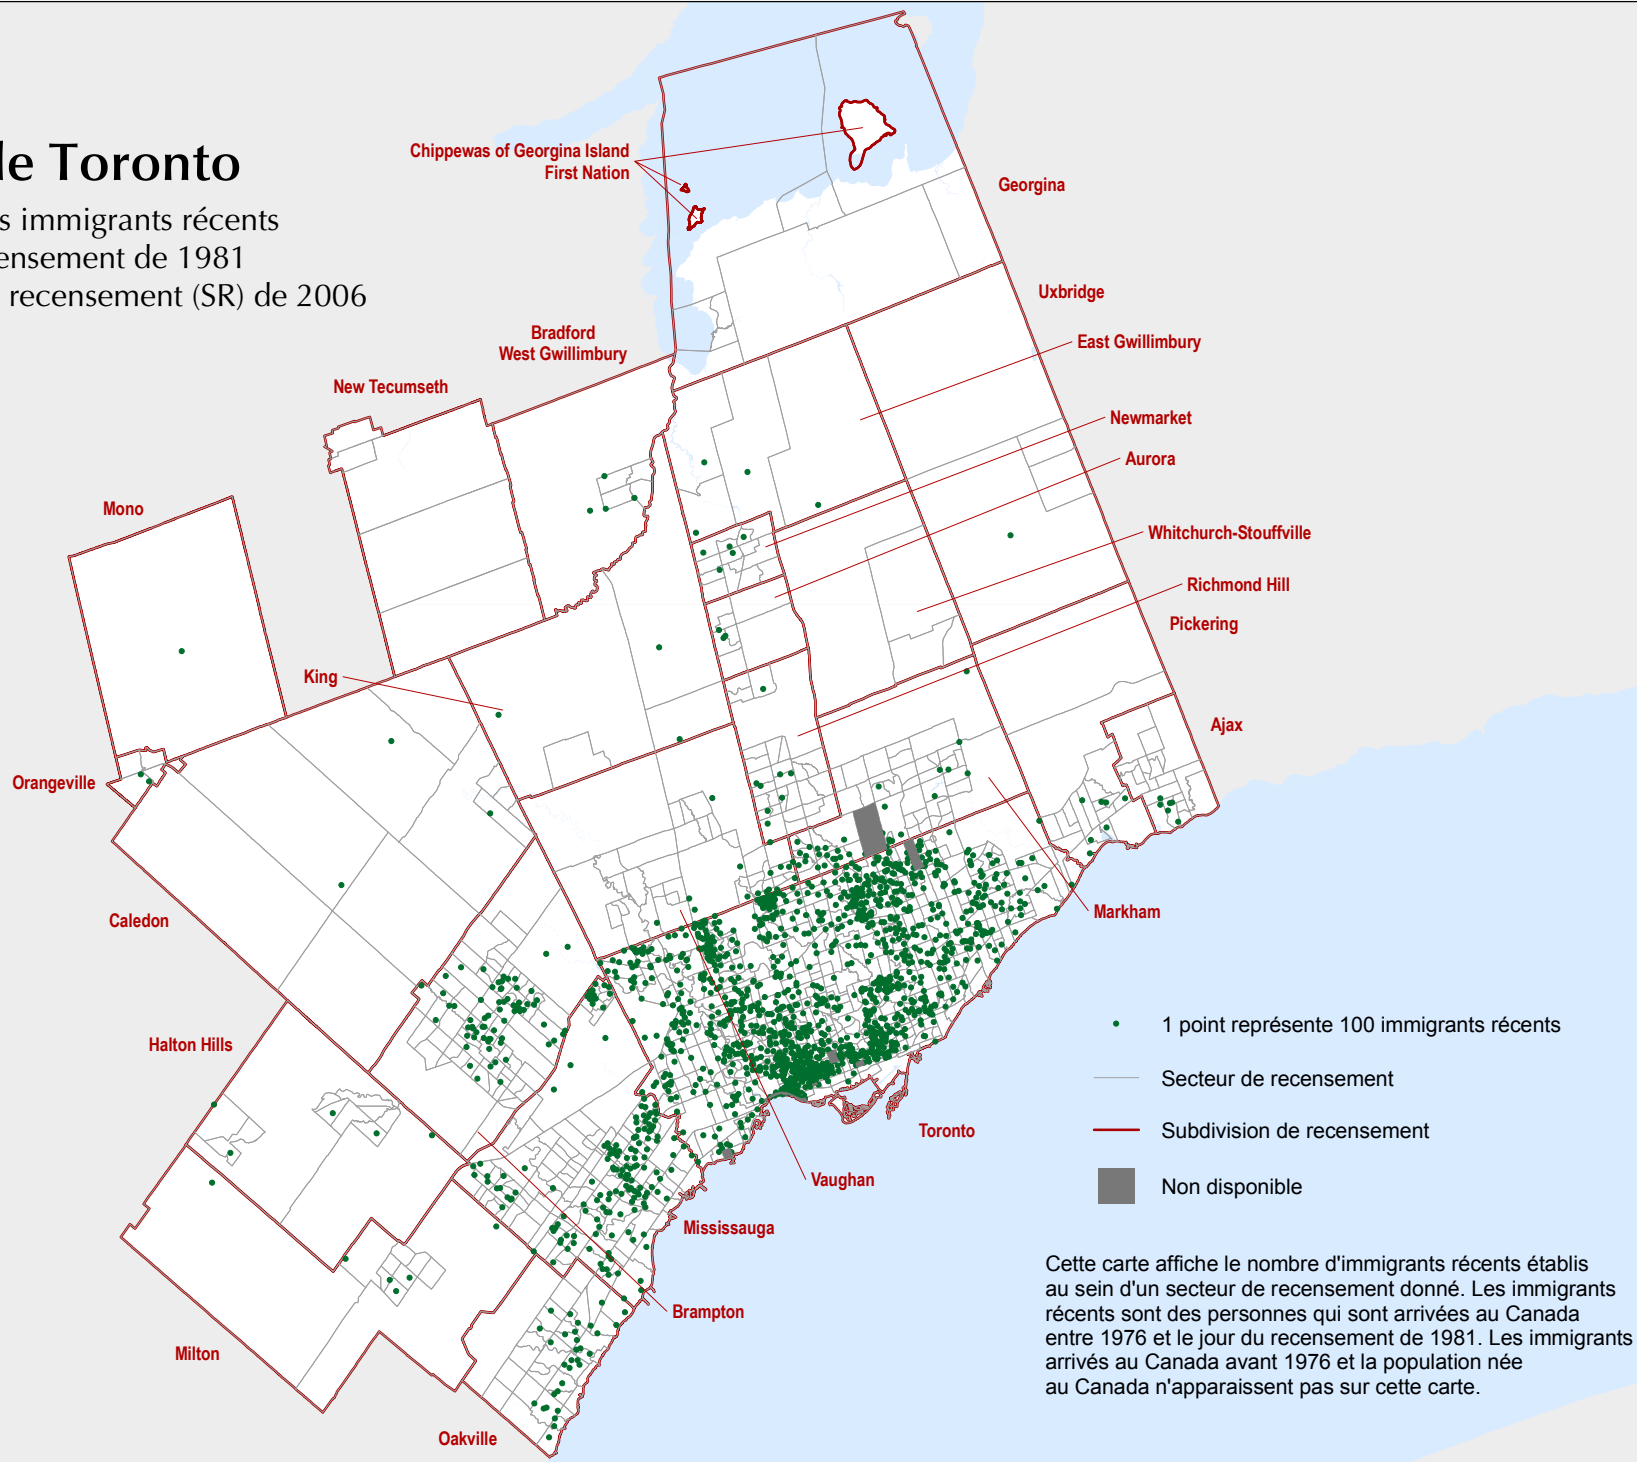 de Toronto
s immigrants récents
ensement de 1981
recensement (SR) de 2006
Chippewas of Georgina Island
First Nation
Georgina
Uxbridge
Bradford
West Gwillimbury
East Gwillimbury
New Tecumseth
Newmarket
Aurora
Mono
Whitchurch-Stouffville
Richmond Hill
Pickering
King
Ajax
Orangeville
Caledon
Markham
Halton Hills
Toronto
Vaughan
Mississauga
Brampton
Milton
Oakville
1 point représente 100 immigrants récents
Secteur de recensement
Subdivision de recensement
Non disponible
Cette carte affiche le nombre d'immigrants récents établis
au sein d'un secteur de recensement donné. Les immigrants
récents sont des personnes qui sont arrivées au Canada
entre 1976 et le jour du recensement de 1981. Les immigrants
arrivés au Canada avant 1976 et la population née
au Canada n'apparaissent pas sur cette carte.